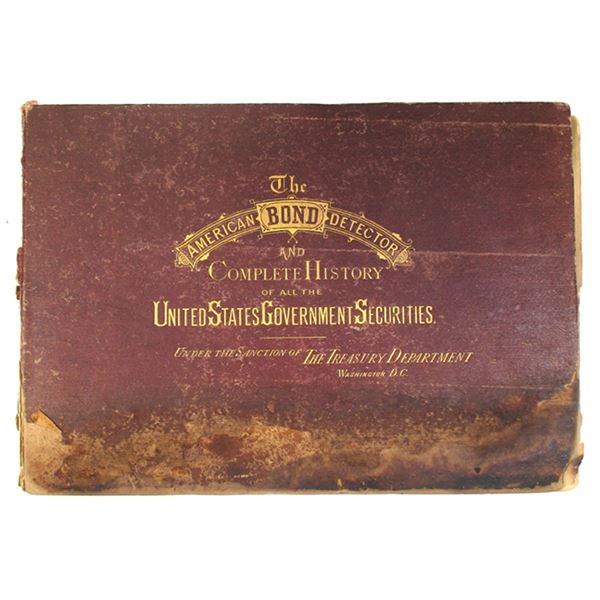 The
AMERICAN BOND DETECTOR
AND
COMPLETE HISTORY
OF ALL THE
UNITED STATES GOVERNMENT SECURITIES.
UNDER THE SANCTION OF THE TREASURY DEPARTMENT
WASHINGTON D.C.